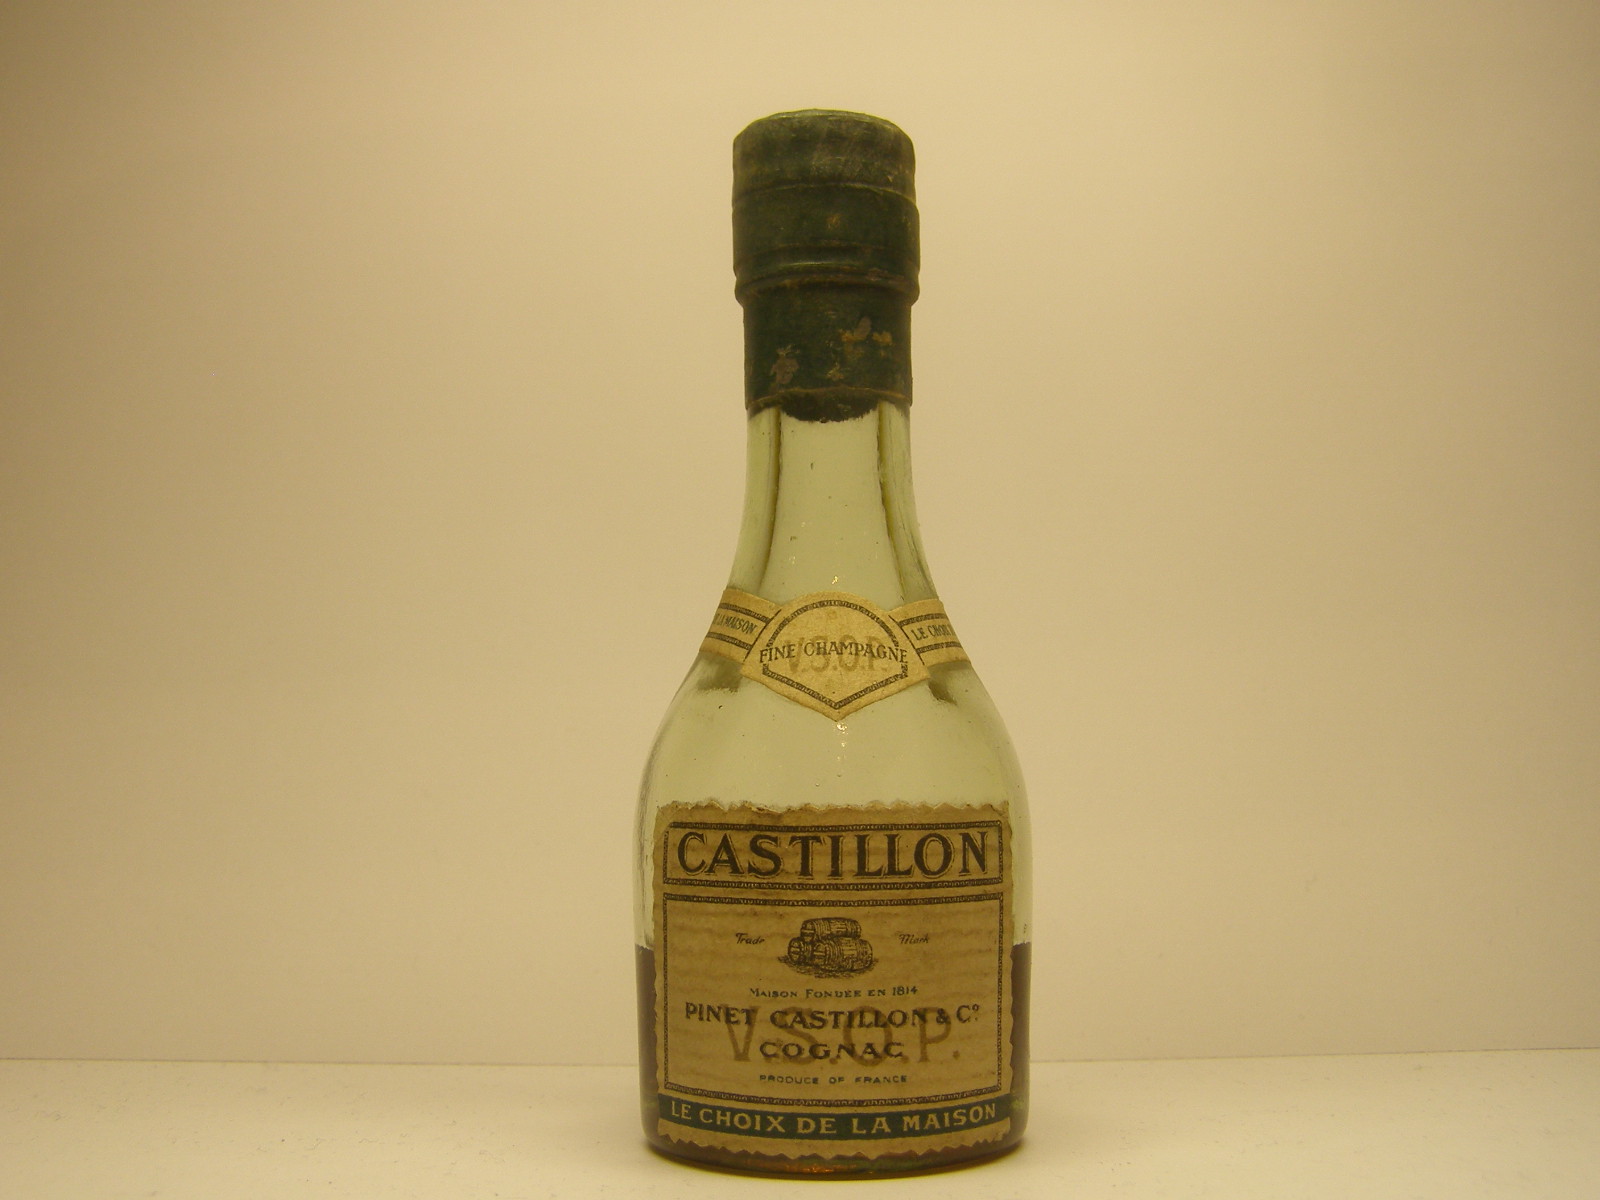 LA MAISON
LE CHOIX
V.S.O.P.
FINE CHAMPAGNE
CASTILLON
Trade Mark
MAISON FONDÉE EN 1814
PINET CASTILLON & Cº
V.S.O.P.
COGNAC
PRODUCE OF FRANCE
LE CHOIX DE LA MAISON